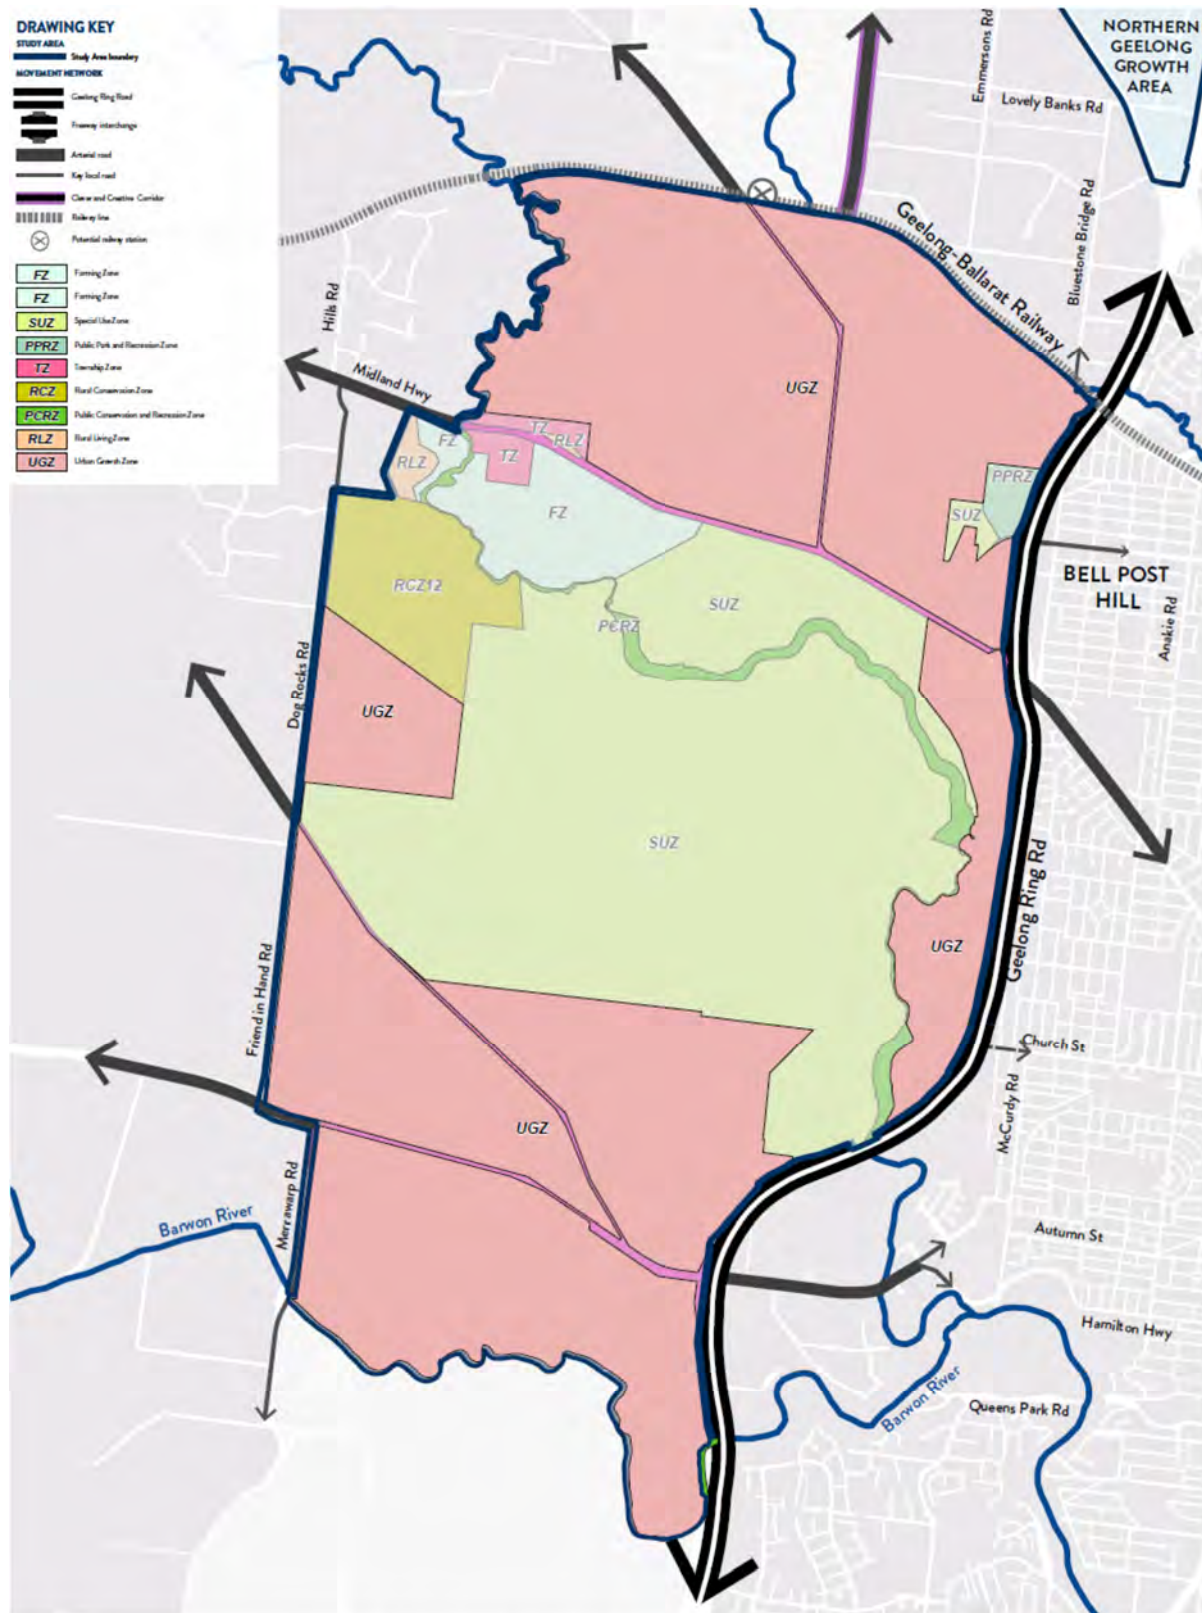 DRAWING KEY
STUDY AREA
Study Area boundary
MOVEMENT NETWORK
Geelong Ring Road
Freeway interchange
Arterial road
Key local road
Clever and Creative Corridor
Railway line
Potential railway station
FZ Farming Zone
FZ Farming Zone
SUZ Special Use Zone
PPRZ Public Park and Recreation Zone
TZ Township Zone
RCZ Rural Conservation Zone
PCRZ Public Conservation and Recreation Zone
RLZ Rural Living Zone
UGZ Urban Growth Zone
NORTHERN
GEELONG
GROWTH
AREA
Emmersons Rd
Lovely Banks Rd
Bluestone Bridge Rd
Geelong-Ballarat Railway
Hills Rd
Midland Hwy
UGZ
TZ
RLZ
FZ
TZ
RLZ
FZ
PPRZ
SUZ
BELL POST
HILL
Anakie Rd
RCZ12
SUZ
PCRZ
Dog Rocks Rd
UGZ
SUZ
UGZ
Geelong Ring Rd
Friend in Hand Rd
Church St
McCurdy Rd
UGZ
Merrawarp Rd
Barwon River
Autumn St
Hamilton Hwy
Barwon River
Queens Park Rd